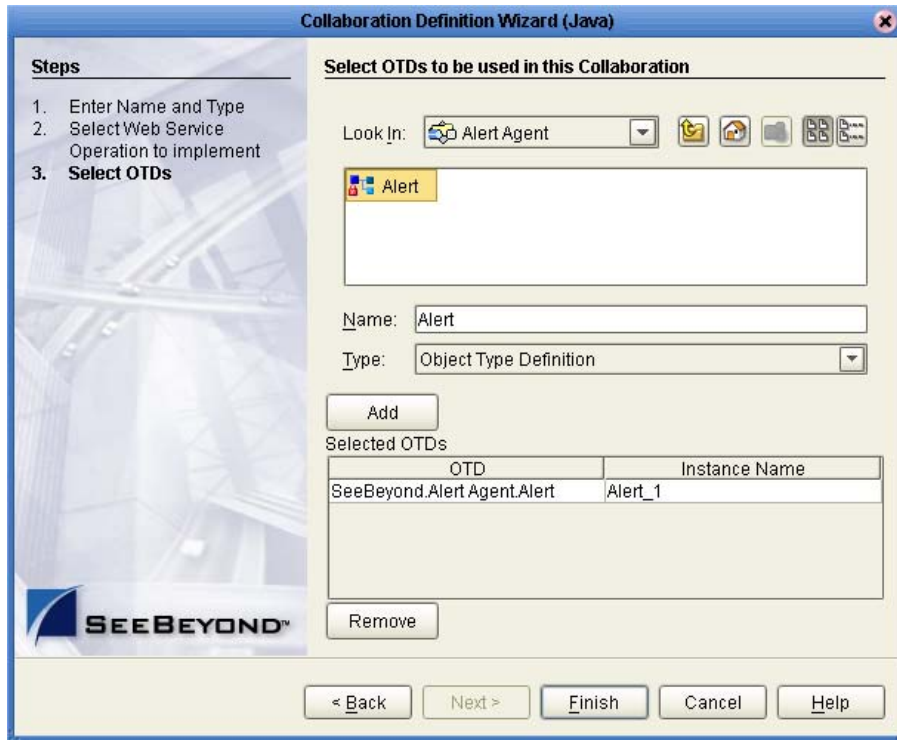 Collaboration Definition Wizard (Java)
Steps
1. Enter Name and Type
2. Select Web Service
Operation to implement
3. Select OTDs
Select OTDs to be used in this Collaboration
Look In: Alert Agent
Alert
Name: Alert
Type: Object Type Definition
Add
Selected OTDs
OTD Instance Name
SeeBeyond.Alert Agent.Alert Alert_1
Remove
SEEBEYOND™
< Back Next > Finish Cancel Help